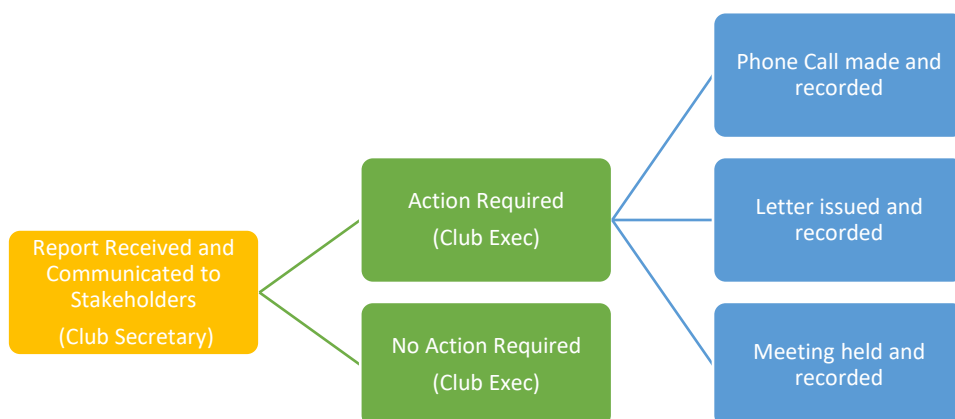 Report Received and
Communicated to
Stakeholders
(Club Secretary)
Action Required
(Club Exec)
No Action Required
(Club Exec)
Phone Call made and
recorded
Letter issued and
recorded
Meeting held and
recorded